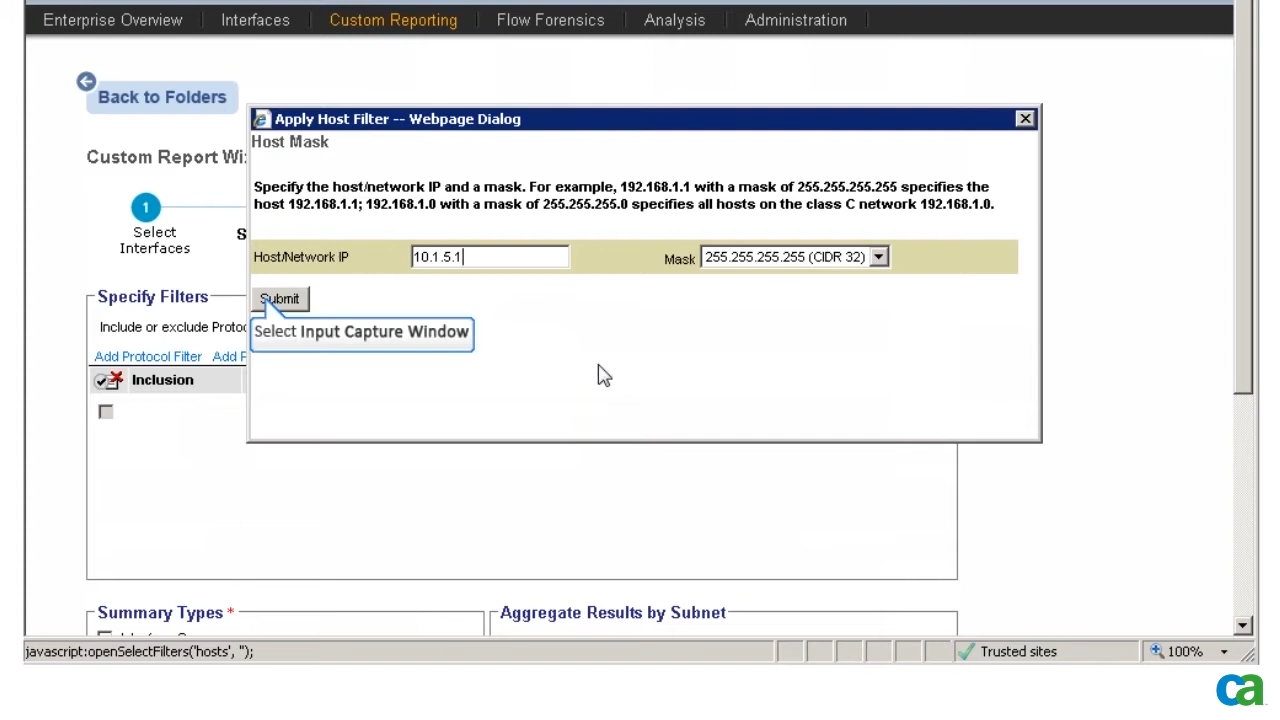 Enterprise Overview Interfaces Custom Reporting Flow Forensics Analysis Administration
Back to Folders
Apply Host Filter -- Webpage Dialog
Host Mask
Custom Report Wi
Specify the host/network IP and a mask. For example, 192.168.1.1 with a mask of 255.255.255.255 specifies the
host 192.168.1.1; 192.168.1.0 with a mask of 255.255.255.0 specifies all hosts on the class C network 192.168.1.0.
1
Select
Interfaces
S
Host/Network IP 10.1.5.1 Mask 255.255.255.255 (CIDR 32)
Specify Filters
Submit
Include or exclude Protoc
Select Input Capture Window
Add Protocol Filter Add F
Inclusion
Summary Types *
Aggregate Results by Subnet
javascript:openSelectFilters('hosts', '');
Trusted sites
100%
ca